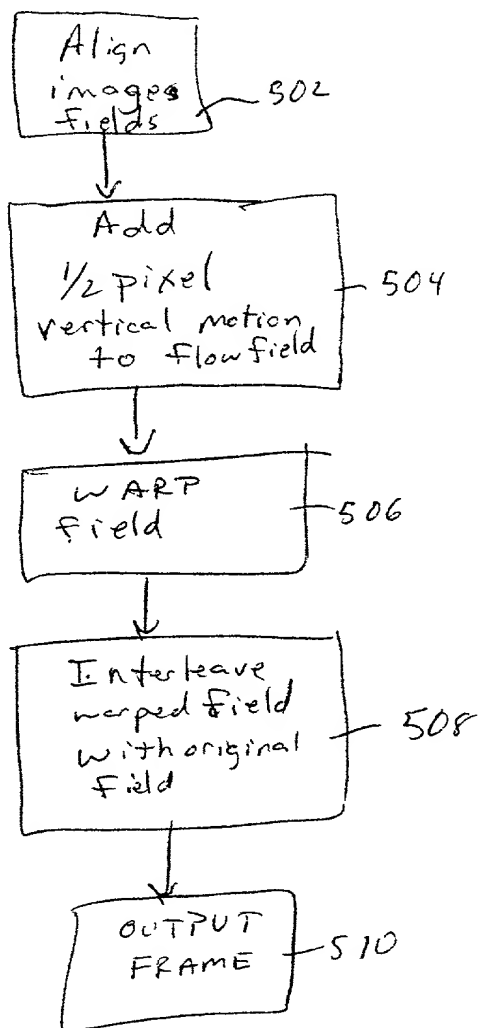 Align
images
fields
502
Add
1/2 pixel
vertical motion
to flowfield
504
WARP
field
506
Interleave
warped field
with original
field
508
OUTPUT
FRAME
510